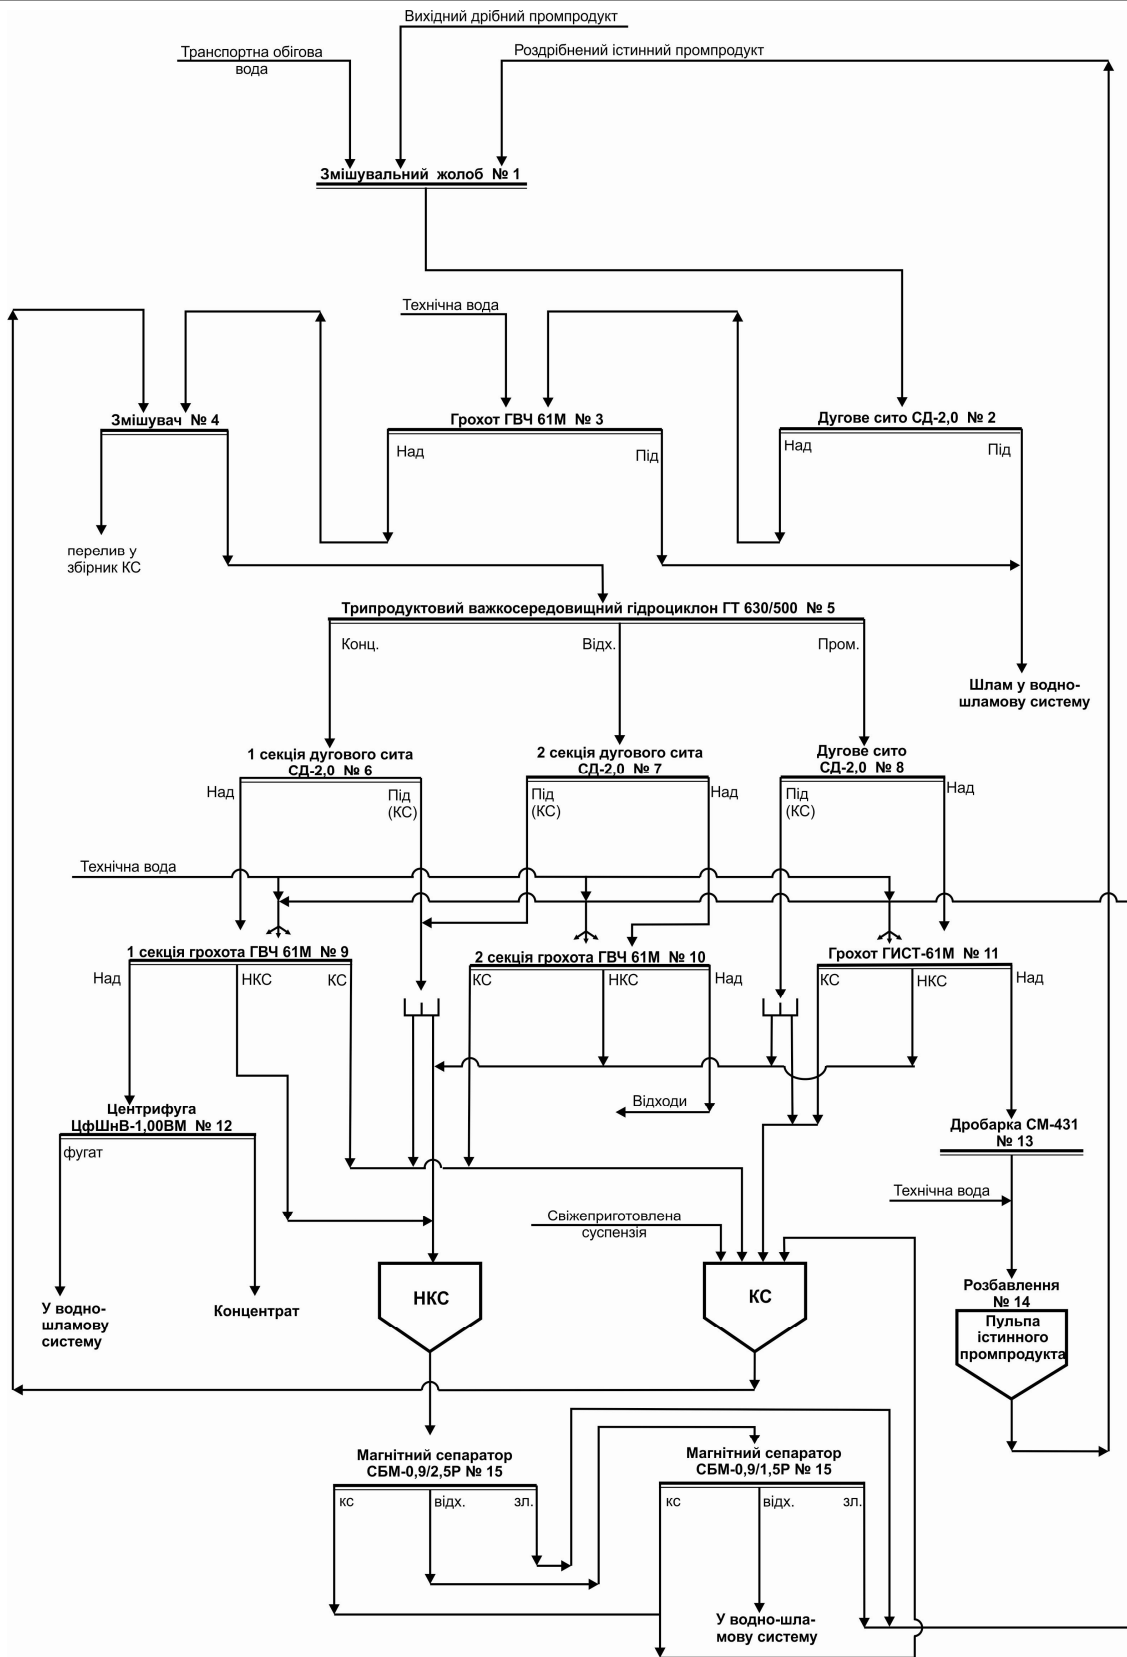 Вихідний дрібний промпродукт
Транспортна обігова
вода
Роздрібнений істинний промпродукт
Змішувальний жолоб № 1
Технічна вода
Змішувач № 4
Грохот ГВЧ 61М № 3
Дугове сито СД-2,0 № 2
Над
Під
Над
Під
перелив у
збірник КС
Трипродуктовий важкосередовищний гідроциклон ГТ 630/500 № 5
Конц.
Відх.
Пром.
Шлам у водно-
шламову систему
1 секція дугового сита
СД-2,0 № 6
2 секція дугового сита
СД-2,0 № 7
Дугове сито
СД-2,0 № 8
Над
Під
(КС)
Під
(КС)
Над
Під
(КС)
Над
Технічна вода
1 секція грохота ГВЧ 61М № 9
2 секція грохота ГВЧ 61М № 10
Грохот ГИСТ-61М № 11
Над
НКС
КС
КС
НКС
Над
КС
НКС
Над
Відходи
Центрифуга
ЦфШнВ-1,00ВМ № 12
фугат
Дробарка СМ-431
№ 13
Технічна вода
Свіжеприготовлена
суспензія
У водно-
шламову
систему
Концентрат
НКС
КС
Розбавлення
№ 14
Пульпа
істинного
промпродукта
Магнітний сепаратор
СБМ-0,9/2,5Р № 15
Магнітний сепаратор
СБМ-0,9/1,5Р № 15
кс
відх.
зл.
кс
відх.
зл.
У водно-шла-
мову систему